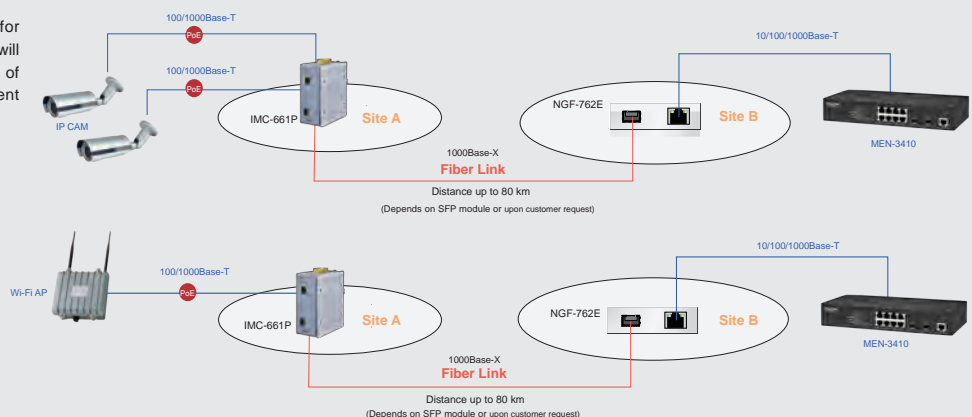 for
will
of
ent
100/1000Base-T
PoE
100/1000Base-T
PoE
IP CAM
IMC-661P
Site A
10/100/1000Base-T
NGF-762E
Site B
MEN-3410
1000Base-X
Fiber Link
Distance up to 80 km
(Depends on SFP module or upon customer request)
Wi-Fi AP
100/1000Base-T
PoE
IMC-661P
Site A
10/100/1000Base-T
NGF-762E
Site B
MEN-3410
1000Base-X
Fiber Link
Distance up to 80 km
(Depends on SFP module or upon customer request)